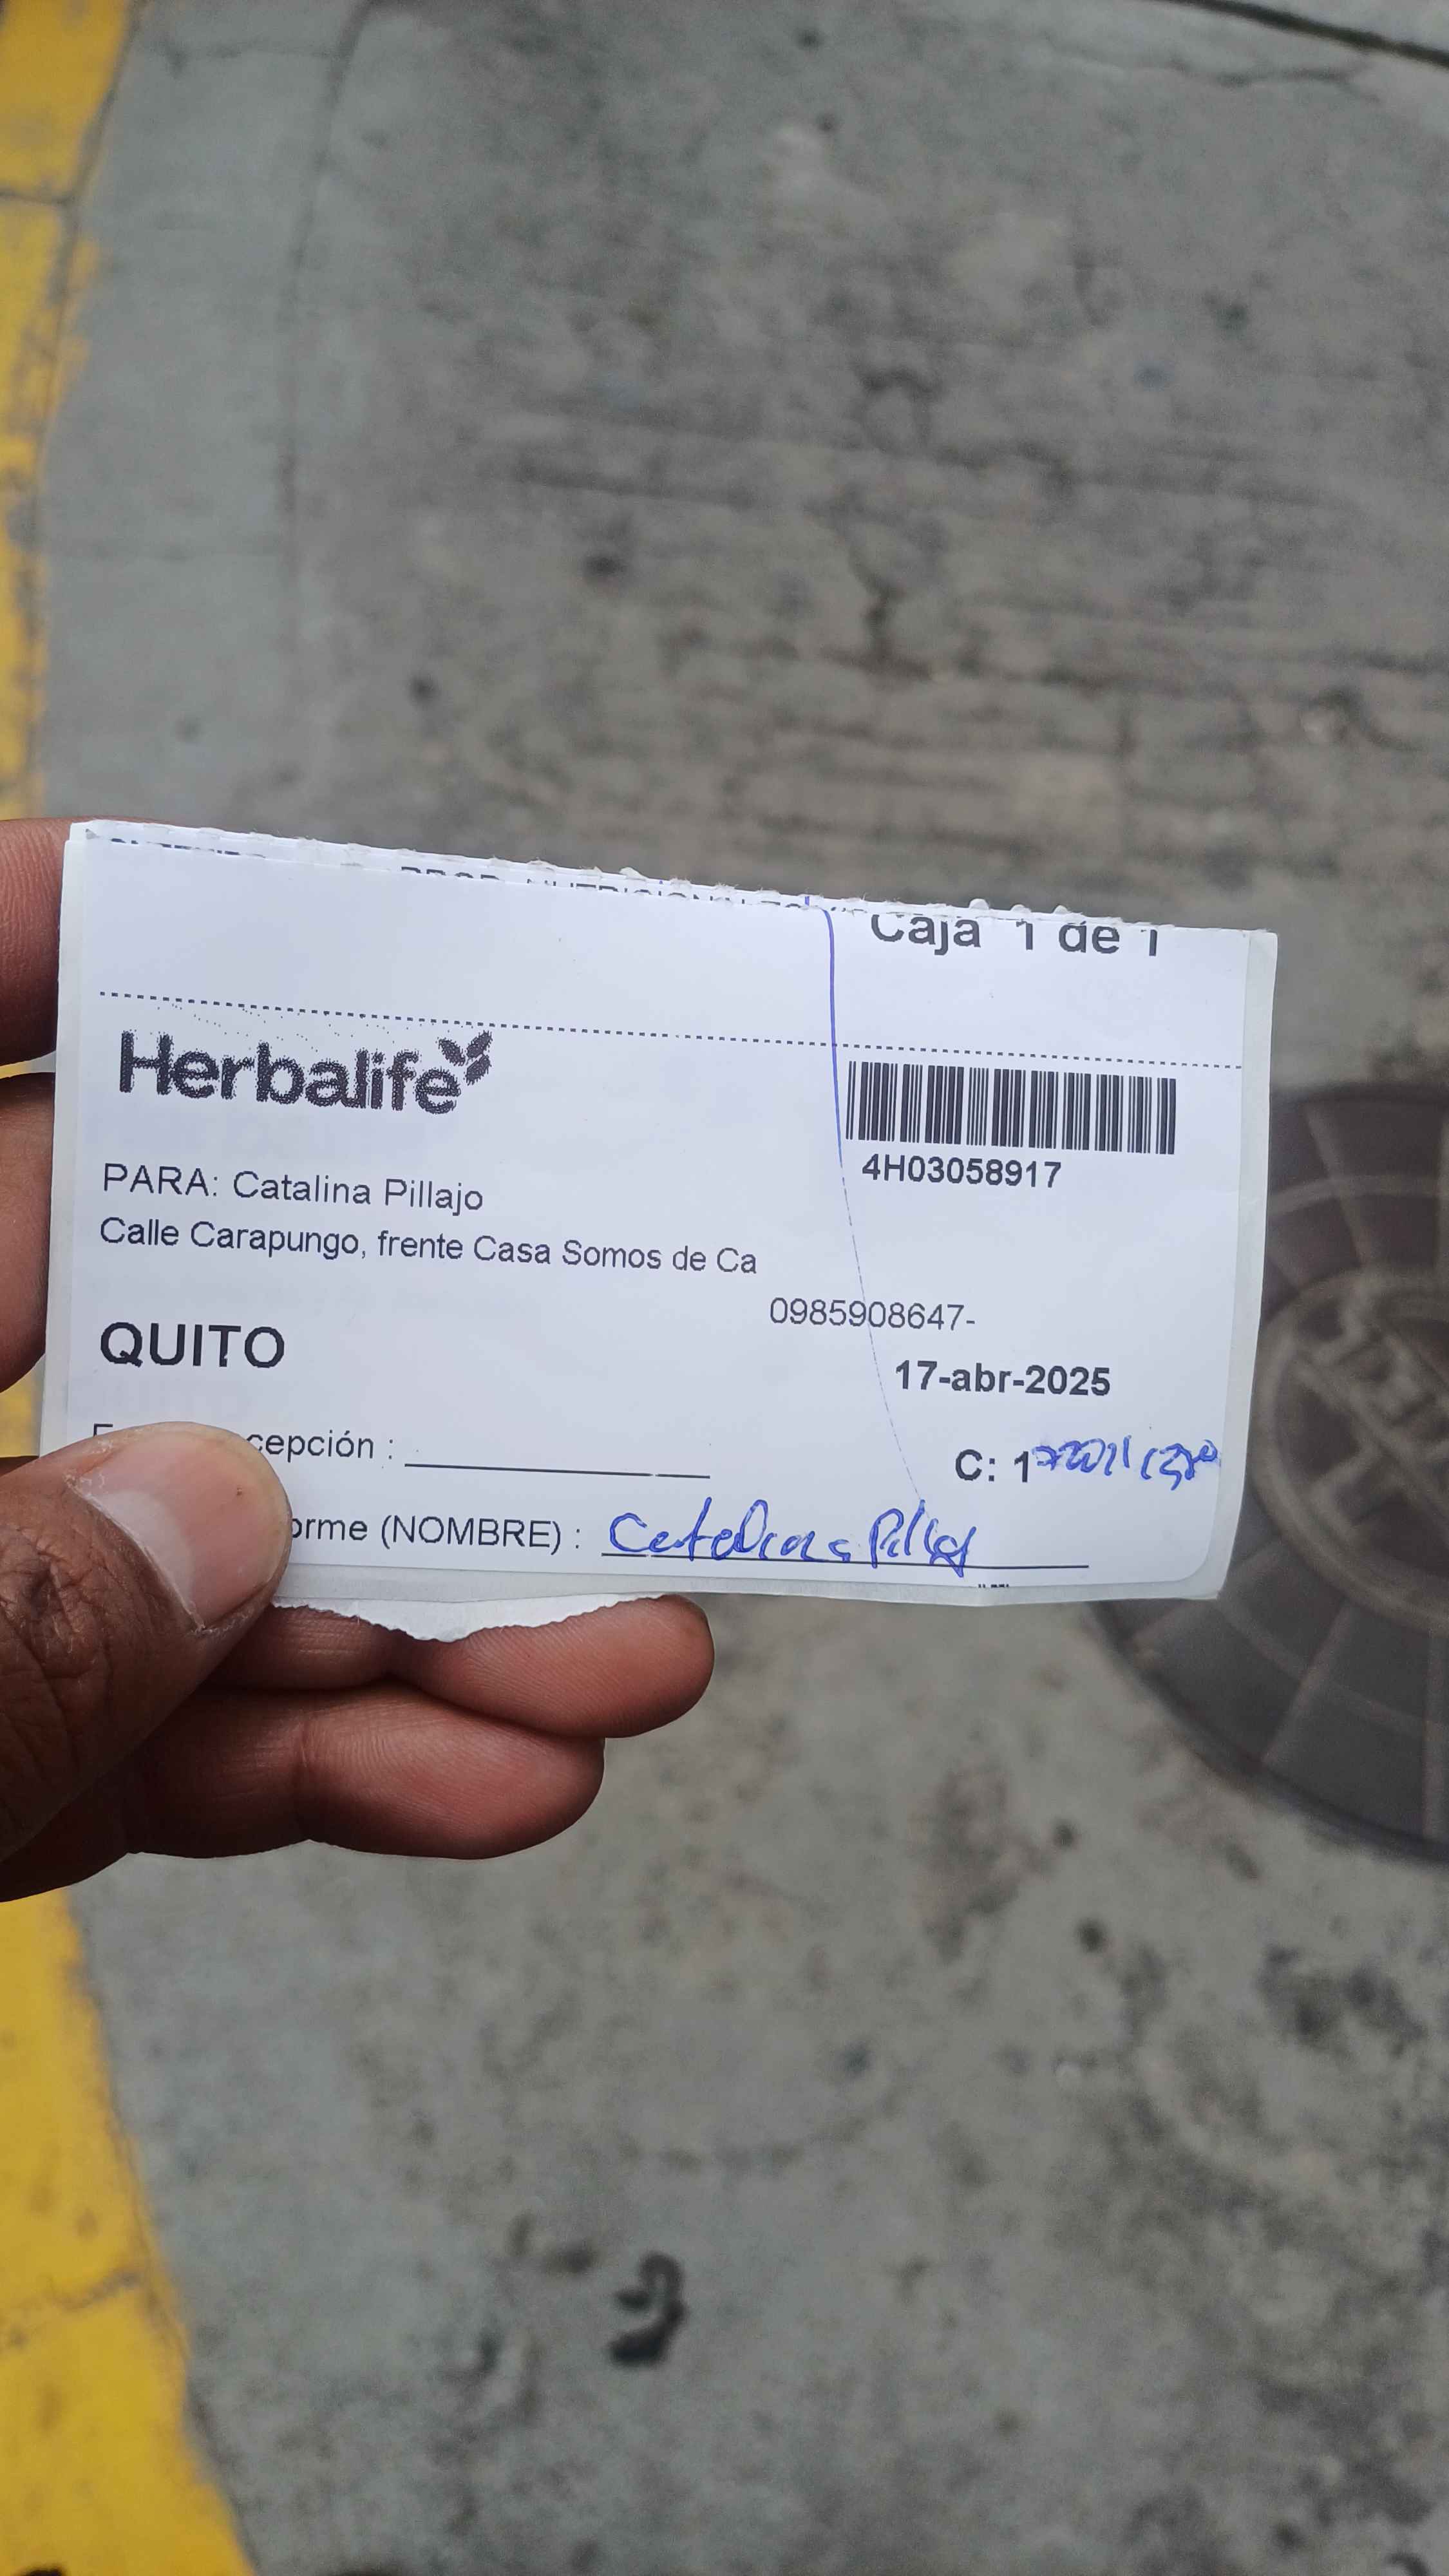 Caja 1 de 1
Herbalife
4H03058917
PARA: Catalina Pillajo
Calle Carapungo, frente Casa Somos de Ca
0985908647-
QUITO
17-abr-2025
cepción :
C: 1
orme (NOMBRE) :